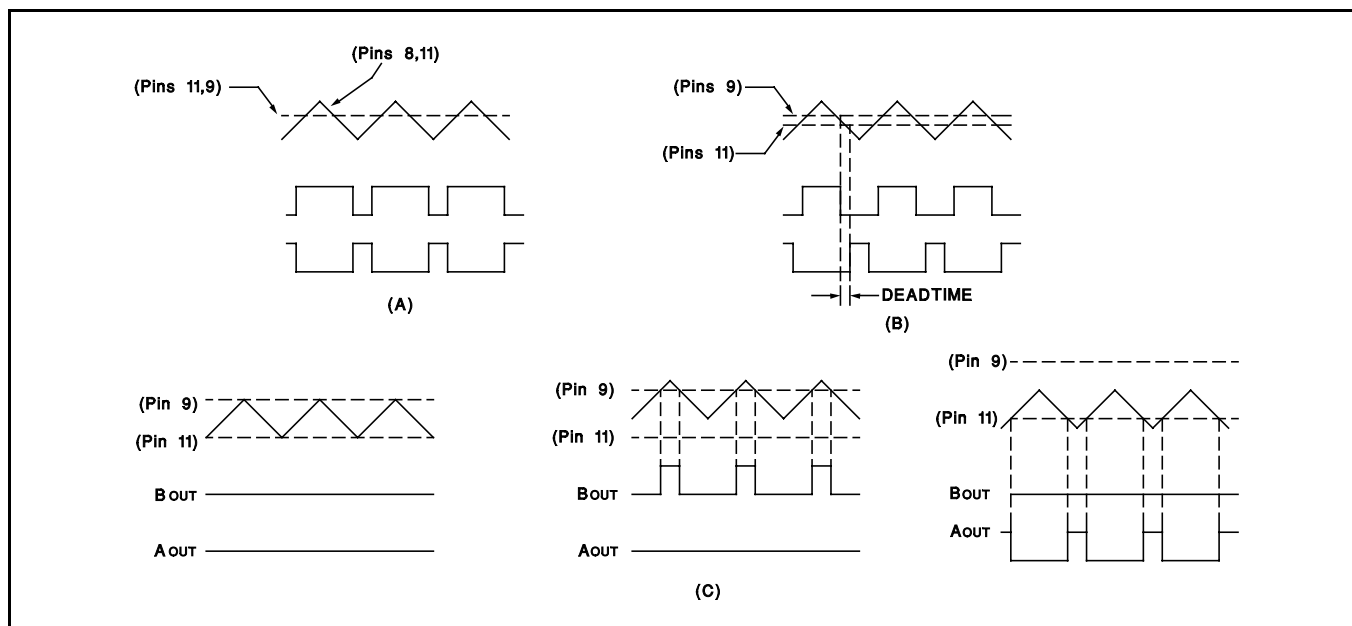 (Pins 8,11)
(Pins 11,9)
(A)
(Pins 9)
(Pins 11)
DEADTIME
(B)
(Pin 9)
(Pin 11)
BOUT
AOUT
(Pin 9)
(Pin 11)
BOUT
AOUT
(Pin 9)
(Pin 11)
BOUT
AOUT
(C)